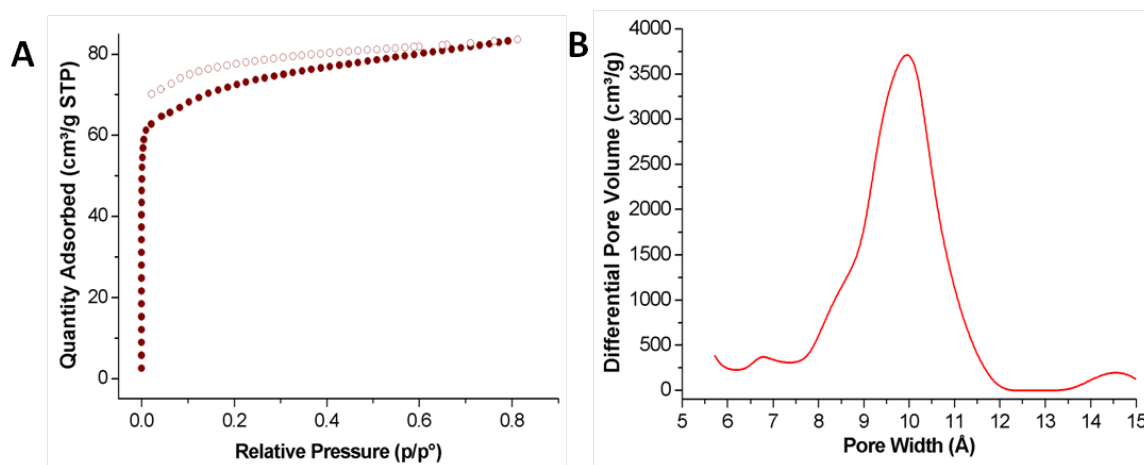 A
Quantity Adsorbed (cm³/g STP)
80
60
40
20
0
0.0 0.2 0.4 0.6 0.8
Relative Pressure (p/pº)
B
Differential Pore Volume (cm³/g)
4000
3500
3000
2500
2000
1500
1000
500
0
5 6 7 8 9 10 11 12 13 14 15
Pore Width (Å)